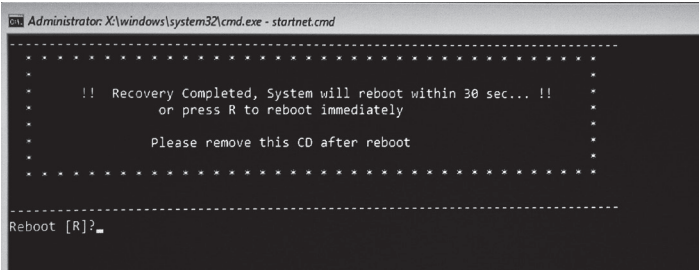 Administrator: X:\windows\system32\cmd.exe - startnet.cmd
!! Recovery Completed, System will reboot within 30 sec... !!
or press R to reboot immediately
Please remove this CD after reboot
Reboot [R]?